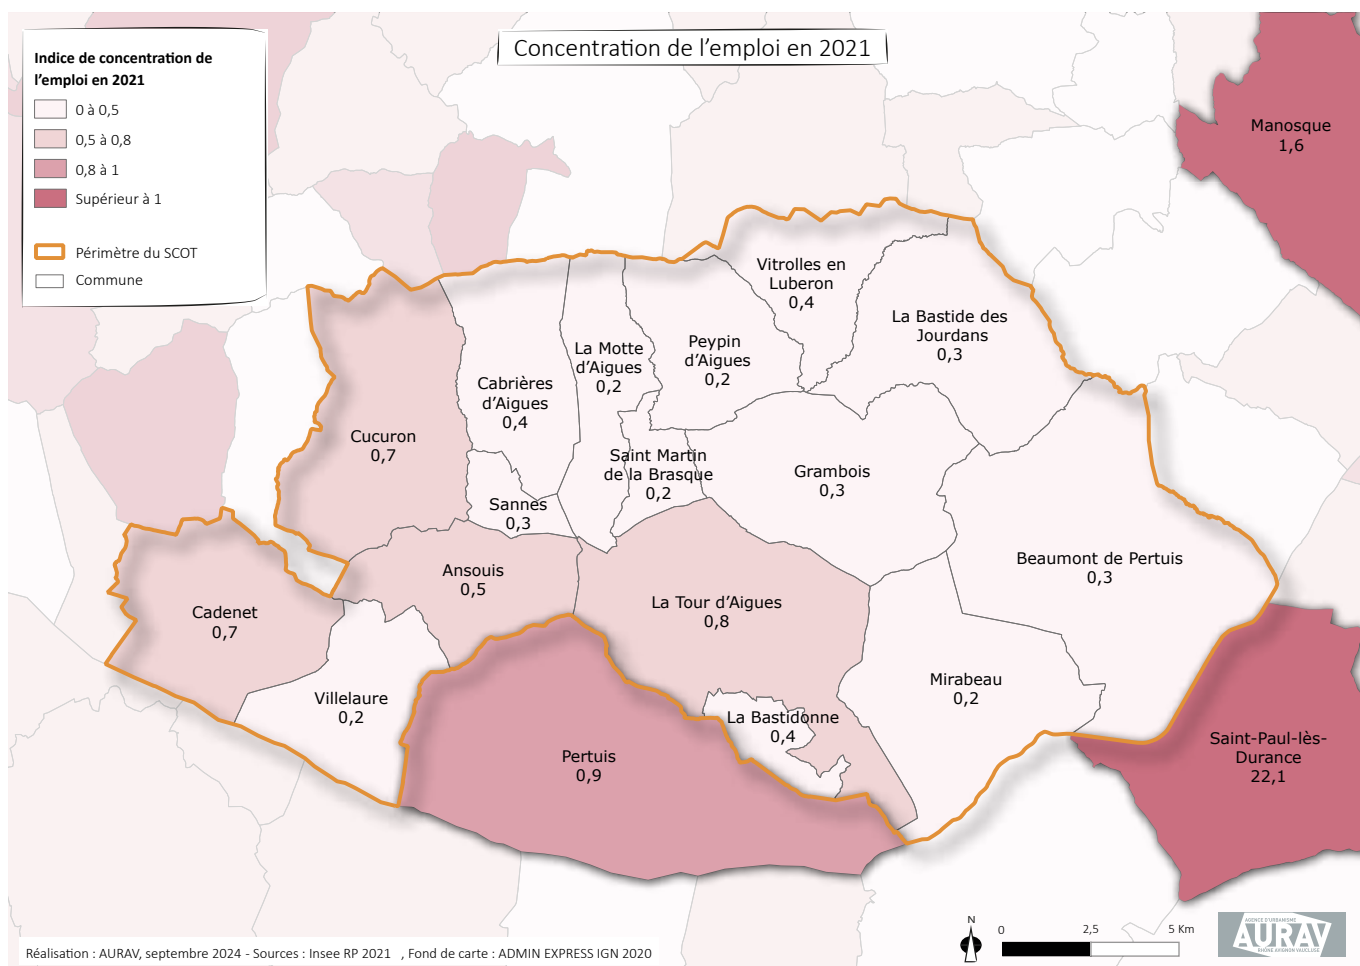 Concentration de l'emploi en 2021
Indice de concentration de
l'emploi en 2021
0 à 0,5
0,5 à 0,8
0,8 à 1
Supérieur à 1
Périmètre du SCOT
Commune
Manosque
1,6
Vitrolles en
Luberon
0,4
La Bastide des
Jourdans
0,3
La Motte
d'Aigues
0,2
Peypin
d'Aigues
0,2
Cabrières
d'Aigues
0,4
Cucuron
0,7
Saint Martin
de la Brasque
0,2
Grambois
0,3
Sannes
0,3
Beaumont de Pertuis
0,3
Ansouis
0,5
La Tour d'Aigues
0,8
Cadenet
0,7
Mirabeau
0,2
Villelaure
0,2
La Bastidonne
0,4
Pertuis
0,9
Saint-Paul-lès-
Durance
22,1
Réalisation : AURAV, septembre 2024 - Sources : Insee RP 2021 , Fond de carte : ADMIN EXPRESS IGN 2020
N
0 2,5 5 Km
AGENCE D'URBANISME
AURAV
RHÔNE AVIGNON VAUCLUSE